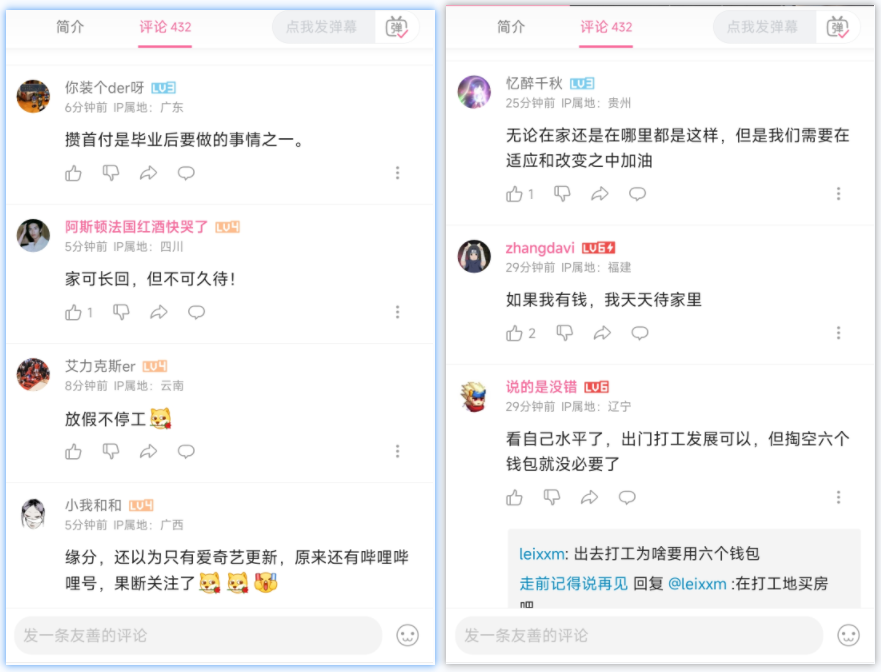 简介
评论 432
点我发弹幕
弹
你装个der呀 LV3
6分钟前 IP属地：广东
攒首付是毕业后要做的事情之一。
阿斯顿法国红酒快哭了 LV4
5分钟前 IP属地：四川
家可长回，但不可久待！
1
艾力克斯er LV4
8分钟前 IP属地：云南
放假不停工
小我和和 LV4
5分钟前 IP属地：广西
缘分，还以为只有爱奇艺更新，原来还有哔哩哔
哩号，果断关注了
发一条友善的评论
简介
评论 432
点我发弹幕
弹
忆醉千秋 LV3
25分钟前 IP属地：贵州
无论在家还是在哪里都是这样，但是我们需要在
适应和改变之中加油
1
zhangdavi LV6
29分钟前 IP属地：福建
如果我有钱，我天天待家里
2
说的是没错 LV6
29分钟前 IP属地：辽宁
看自己水平了，出门打工发展可以，但掏空六个
钱包就没必要了
leixxm: 出去打工为啥要用六个钱包
走前记得说再见 回复 @leixxm :在打工地买房
吧
发一条友善的评论